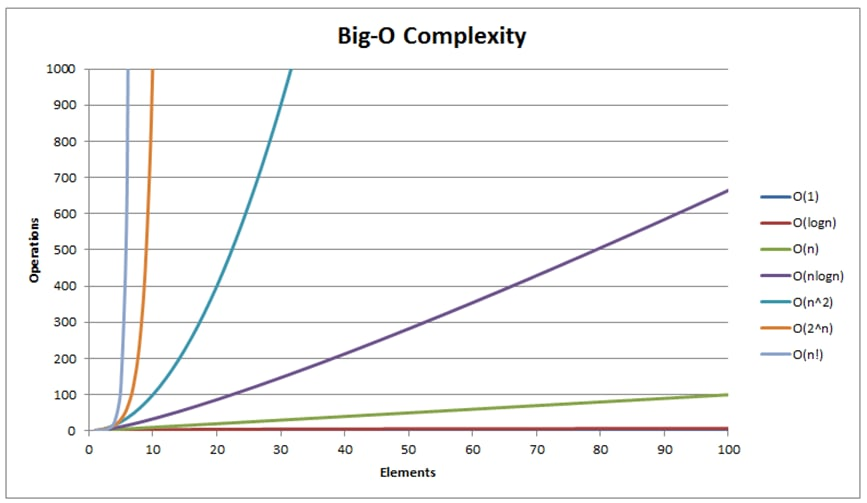 Big-O Complexity
1000
900
800
700
600
500
400
300
200
100
0
Operations
0 10 20 30 40 50 60 70 80 90 100
Elements
O(1)
O(logn)
O(n)
O(nlogn)
O(n^2)
O(2^n)
O(n!)